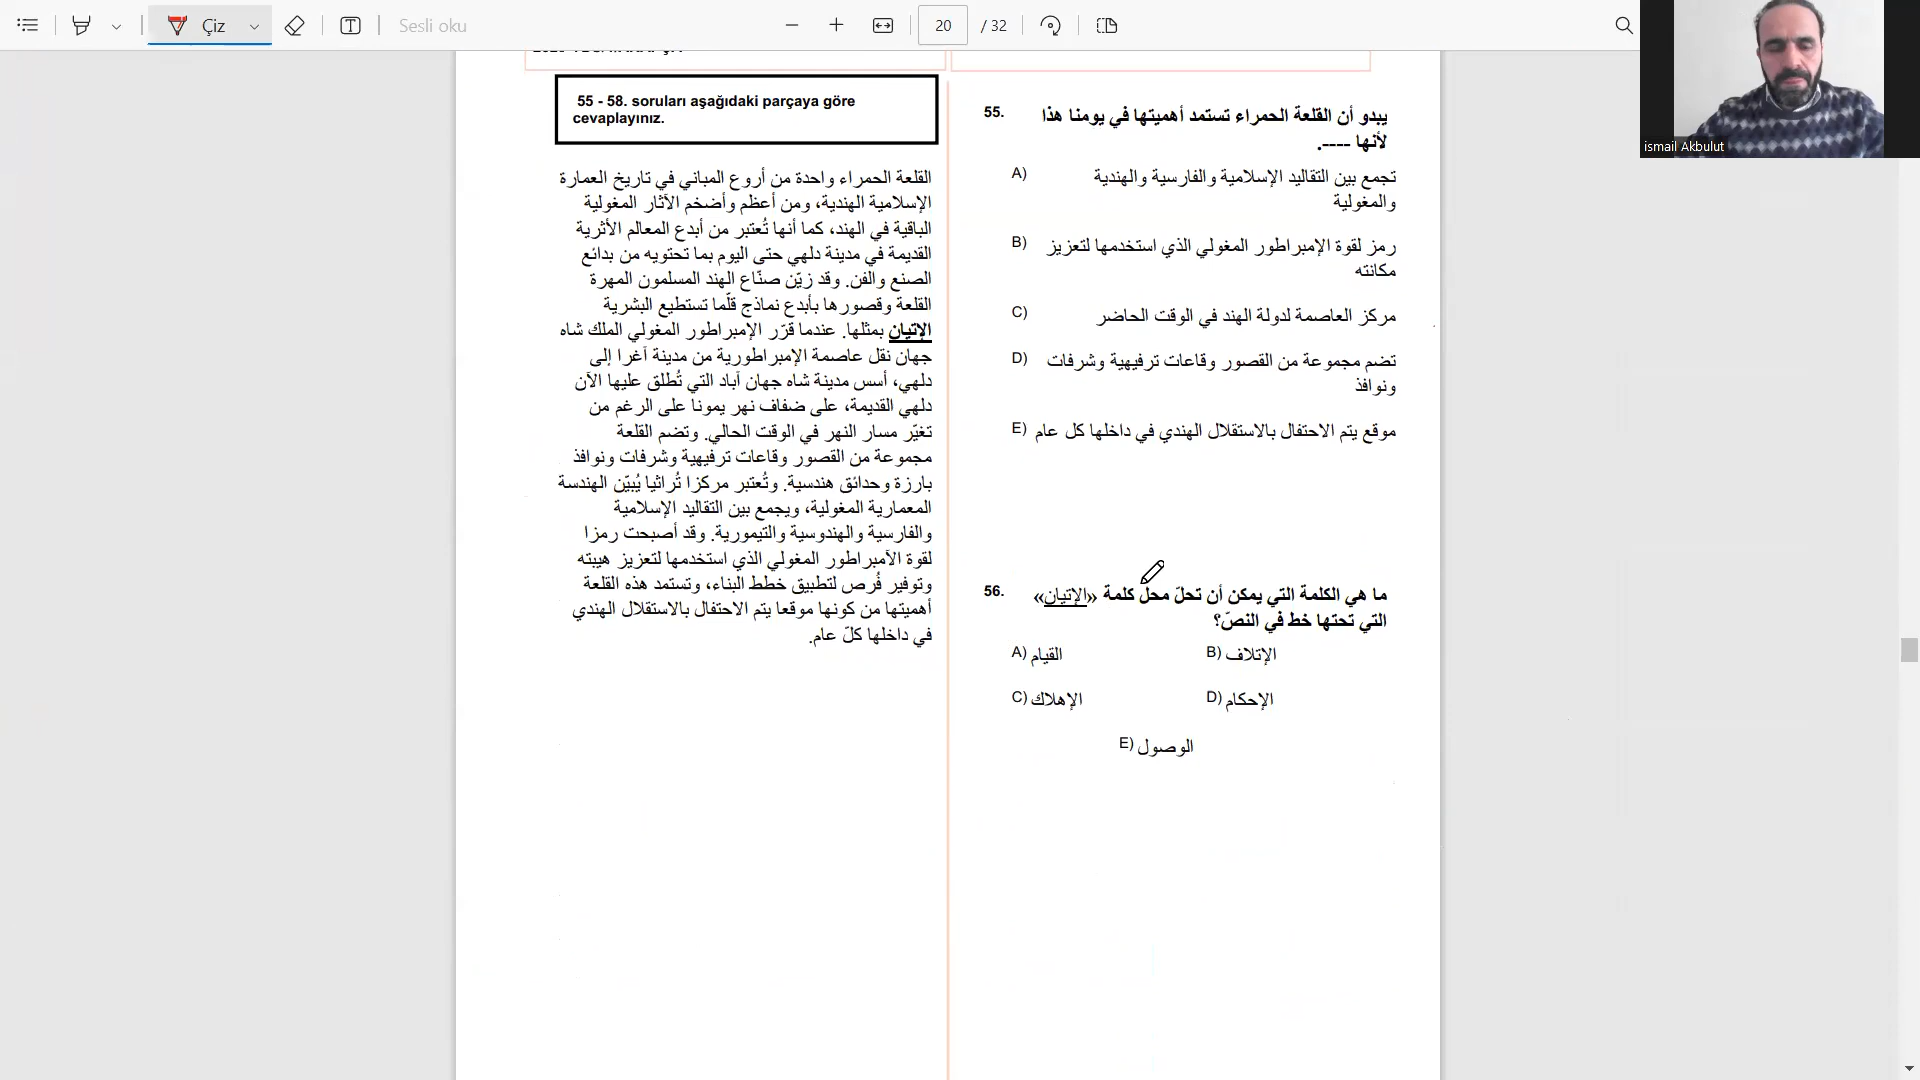 Çiz
Sesli oku
20
/ 32
ismail Akbulut
55 - 58. soruları aşağıdaki parçaya göre
cevaplayınız.
القلعة الحمراء واحدة من أروع المباني في تاريخ العمارة
الإسلامية الهندية، ومن أعظم وأضخم الآثار المغولية
الباقية في الهند، كما أنها تُعتبر من أبدع المعالم الأثرية
القديمة في مدينة دلهي حتى اليوم بما تحتويه من بدائع
الصنع والفن. وقد زيّن صنّاع الهند المسلمون المهرة
القلعة وقصورها بأبدع نماذج قلّما تستطيع البشرية
الإتيان بمثلها. عندما قرّر الإمبراطور المغولي الملك شاه
جهان نقل عاصمة الإمبراطورية من مدينة آغرا إلى
دلهي، أسس مدينة شاه جهان آباد التي تُطلق عليها الآن
دلهي القديمة، على ضفاف نهر يمونا على الرغم من
تغيّر مسار النهر في الوقت الحالي. وتضم القلعة
مجموعة من القصور وقاعات ترفيهية وشرفات ونوافذ
بارزة وحدائق هندسية. وتُعتبر مركزا تُراثيا يُبيّن الهندسة
المعمارية المغولية، ويجمع بين التقاليد الإسلامية
والفارسية والهندوسية والتيمورية. وقد أصبحت رمزا
لقوة الآمبراطور المغولي الذي استخدمها لتعزيز هيبته
وتوفير فُرص لتطبيق خطط البناء، وتستمد هذه القلعة
أهميتها من كونها موقعا يتم الاحتفال بالاستقلال الهندي
في داخلها كلّ عام.
55. يبدو أن القلعة الحمراء تستمد أهميتها في يومنا هذا
لأنها ----.
A) تجمع بين التقاليد الإسلامية والفارسية والهندية
والمغولية
B) رمز لقوة الإمبراطور المغولي الذي استخدمها لتعزيز
مكانته
C) مركز العاصمة لدولة الهند في الوقت الحاضر
D) تضم مجموعة من القصور وقاعات ترفيهية وشرفات
ونوافذ
E) موقع يتم الاحتفال بالاستقلال الهندي في داخلها كل عام
56. ما هي الكلمة التي يمكن أن تحلّ محلّ كلمة «الإتيان»
التي تحتها خط في النصّ؟
A) القيام B) الإتلاف
C) الإهلاك D) الإحكام
E) الوصول